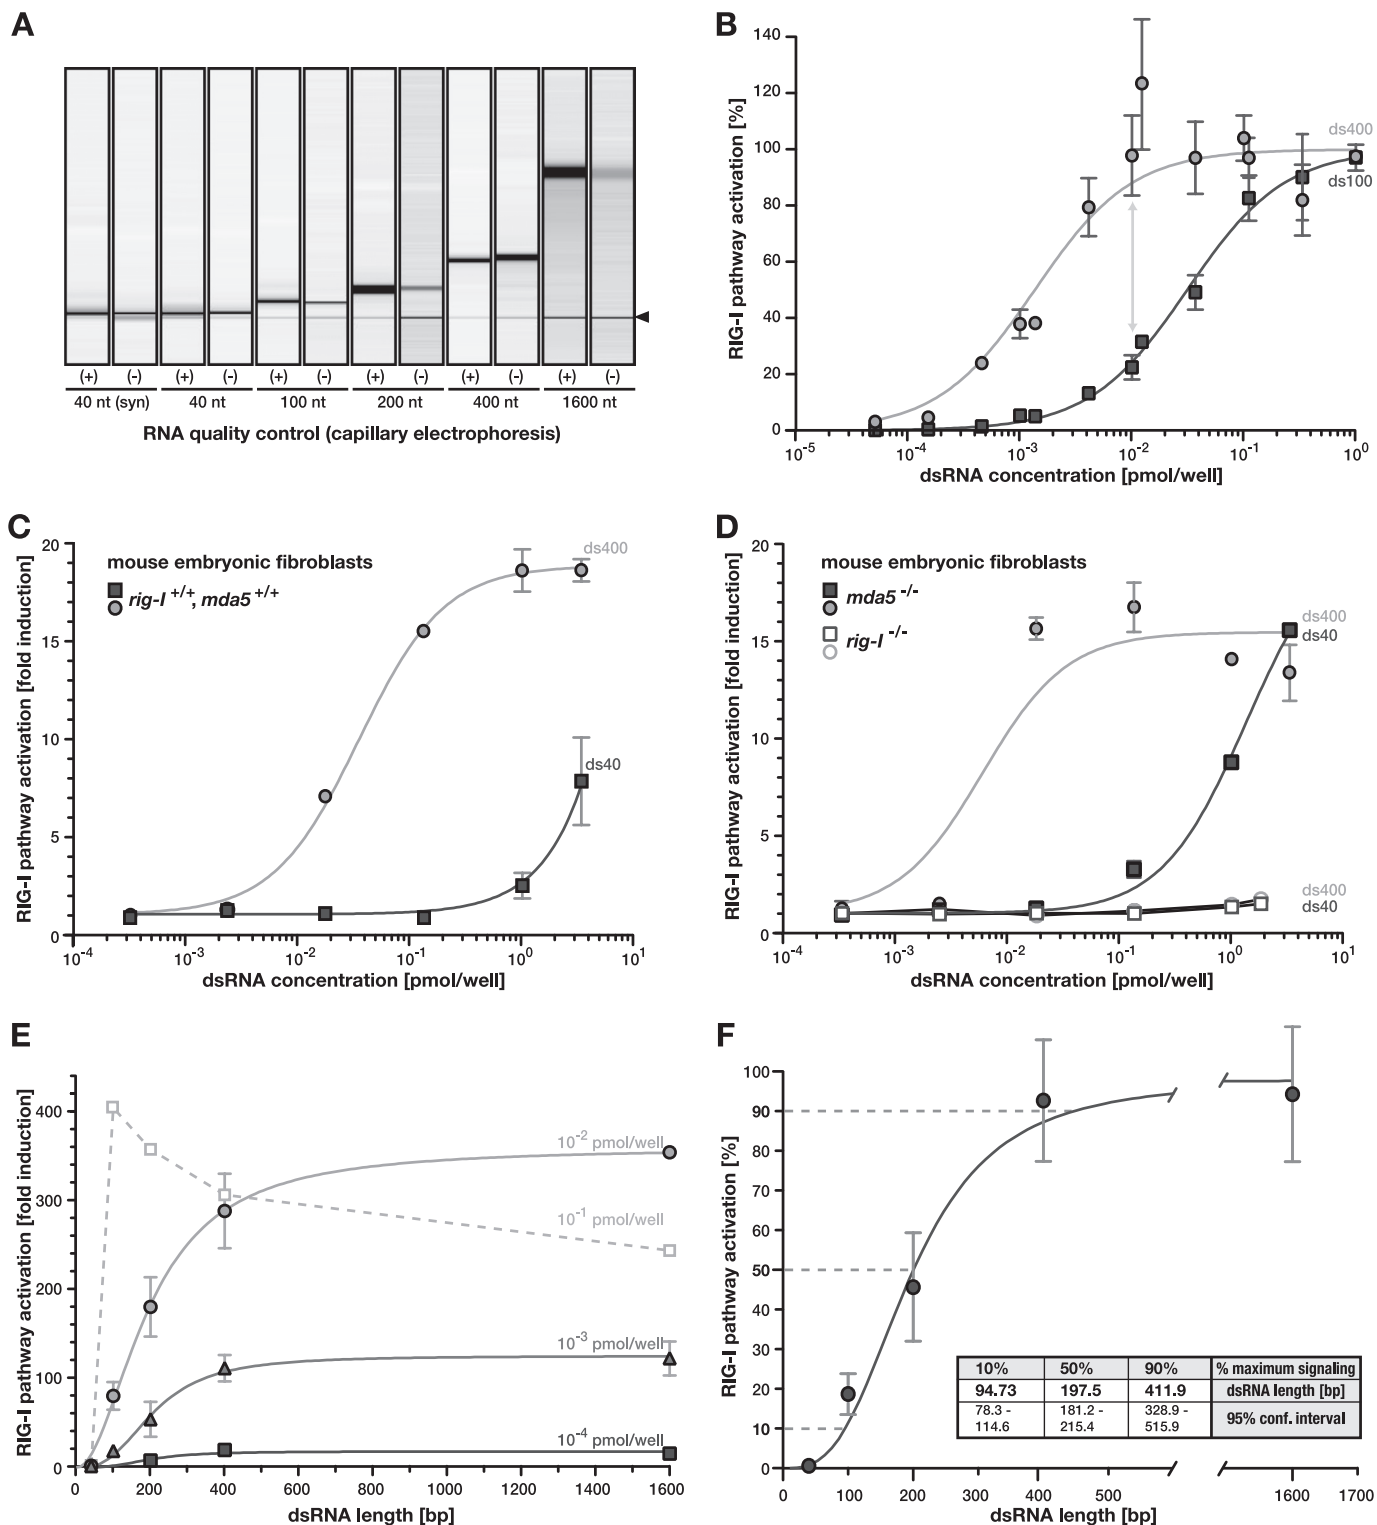 A
(+) (-) (+) (-) (+) (-) (+) (-) (+) (-) (+) (-)
40 nt (syn) 40 nt 100 nt 200 nt 400 nt 1600 nt
RNA quality control (capillary electrophoresis)
B
RIG-I pathway activation [%]
140
120
100
80
60
40
20
0
ds400
ds100
10-5 10-4 10-3 10-2 10-1 100
dsRNA concentration [pmol/well]
C
RIG-I pathway activation [fold induction]
20
15
10
5
0
mouse embryonic fibroblasts
rig-I +/+, mda5 +/+
ds400
ds40
10-4 10-3 10-2 10-1 100 101
dsRNA concentration [pmol/well]
D
RIG-I pathway activation [fold induction]
20
15
10
5
0
mouse embryonic fibroblasts
mda5 -/-
rig-I -/-
ds400
ds40
ds400
ds40
10-4 10-3 10-2 10-1 100 101
dsRNA concentration [pmol/well]
E
RIG-I pathway activation [fold induction]
400
300
200
100
0
10-2 pmol/well
10-1 pmol/well
10-3 pmol/well
10-4 pmol/well
0 200 400 600 800 1000 1200 1400 1600
dsRNA length [bp]
F
RIG-I pathway activation [%]
100
90
80
70
60
50
40
30
20
10
0
10% 50% 90% % maximum signaling
94.73 197.5 411.9 dsRNA length [bp]
78.3 - 114.6 181.2 - 215.4 328.9 - 515.9 95% conf. interval
0 100 200 300 400 500 1600 1700
dsRNA length [bp]